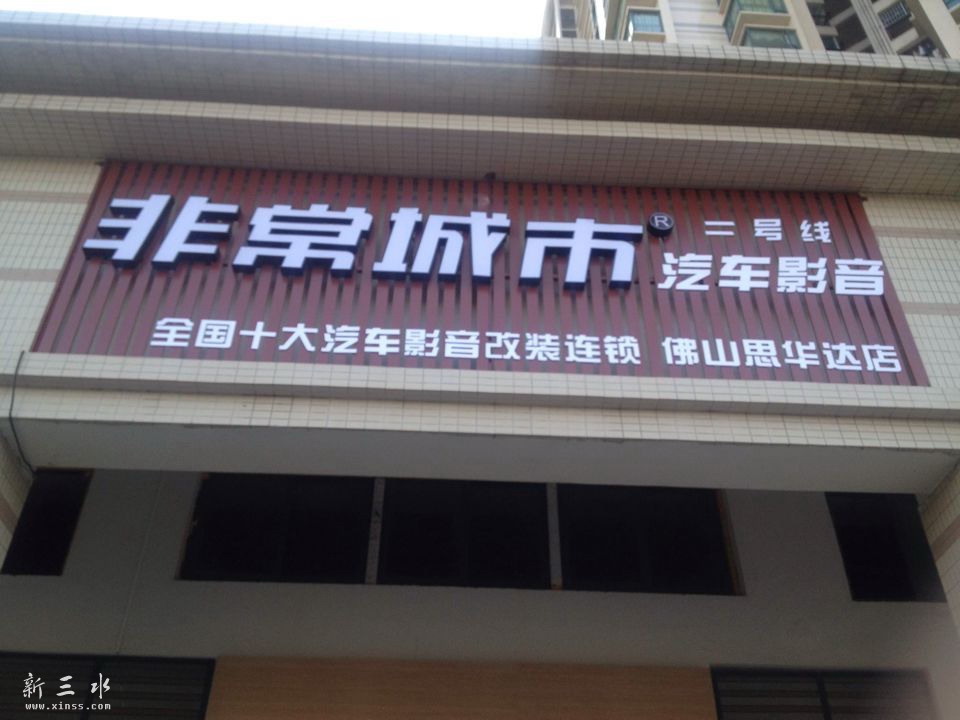 非常城市®
二号线
汽车影音
全国十大汽车影音改装连锁 佛山思华达店
新三水
www.xinss.com